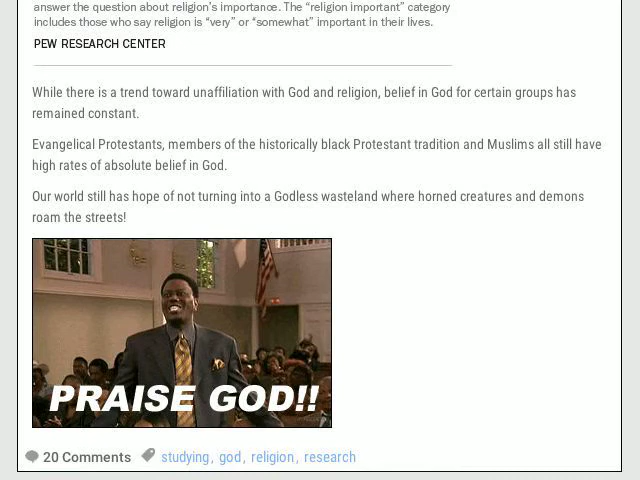 answer the question about religion's importance. The "religion important" category
includes those who say religion is "very" or "somewhat" important in their lives.
PEW RESEARCH CENTER
While there is a trend toward unaffiliation with God and religion, belief in God for certain groups has
remained constant.
Evangelical Protestants, members of the historically black Protestant tradition and Muslims all still have
high rates of absolute belief in God.
Our world still has hope of not turning into a Godless wasteland where horned creatures and demons
roam the streets!
PRAISE GOD!!
20 Comments studying, god, religion, research